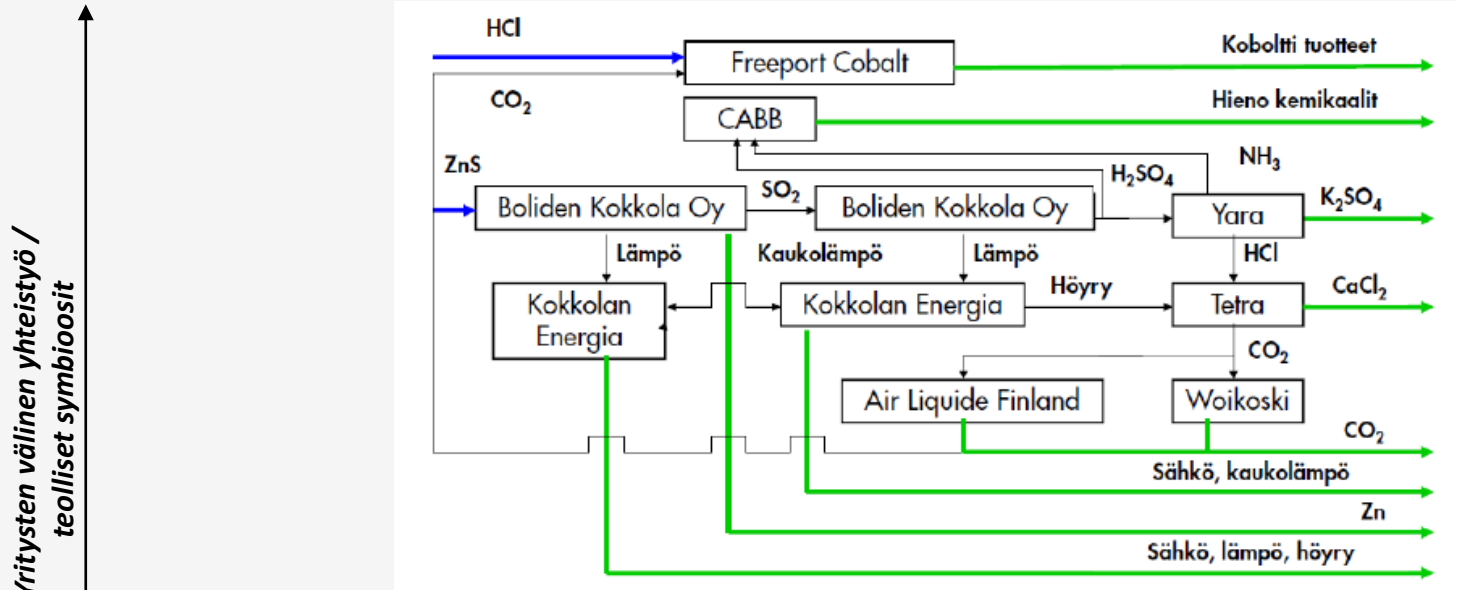 HCl
Freeport Cobalt
Koboltti tuotteet
CO₂
CABB
Hieno kemikaalit
ZnS
NH₃
H₂SO₄
Boliden Kokkola Oy
SO₂
Boliden Kokkola Oy
Yara
K₂SO₄
Lämpö
Kaukolämpö
Lämpö
HCl
Kokkolan
Energia
Kokkolan Energia
Höyry
Tetra
CaCl₂
CO₂
Air Liquide Finland
Woikoski
CO₂
Sähkö, kaukolämpö
Zn
Sähkö, lämpö, höyry
välinen yhteistyö /
teolliset symbioosit